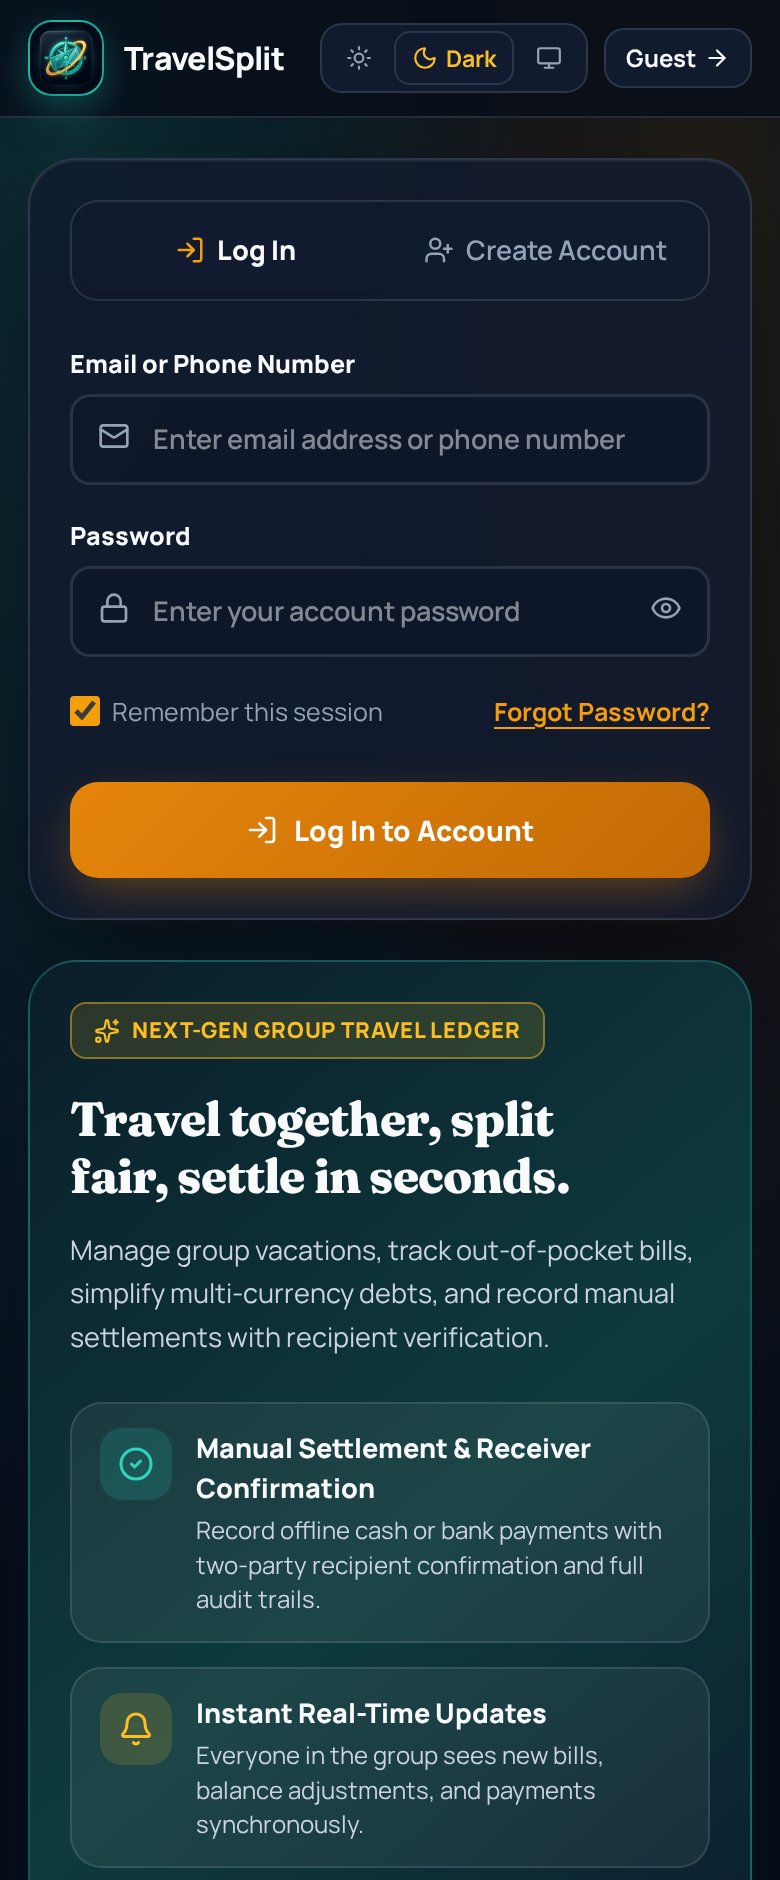 TravelSplit
Dark
Guest →
Log In
Create Account
Email or Phone Number
Enter email address or phone number
Password
Enter your account password
Remember this session
Forgot Password?
Log In to Account
NEXT-GEN GROUP TRAVEL LEDGER
Travel together, split
fair, settle in seconds.
Manage group vacations, track out-of-pocket bills,
simplify multi-currency debts, and record manual
settlements with recipient verification.
Manual Settlement & Receiver
Confirmation
Record offline cash or bank payments with
two-party recipient confirmation and full
audit trails.
Instant Real-Time Updates
Everyone in the group sees new bills,
balance adjustments, and payments
synchronously.